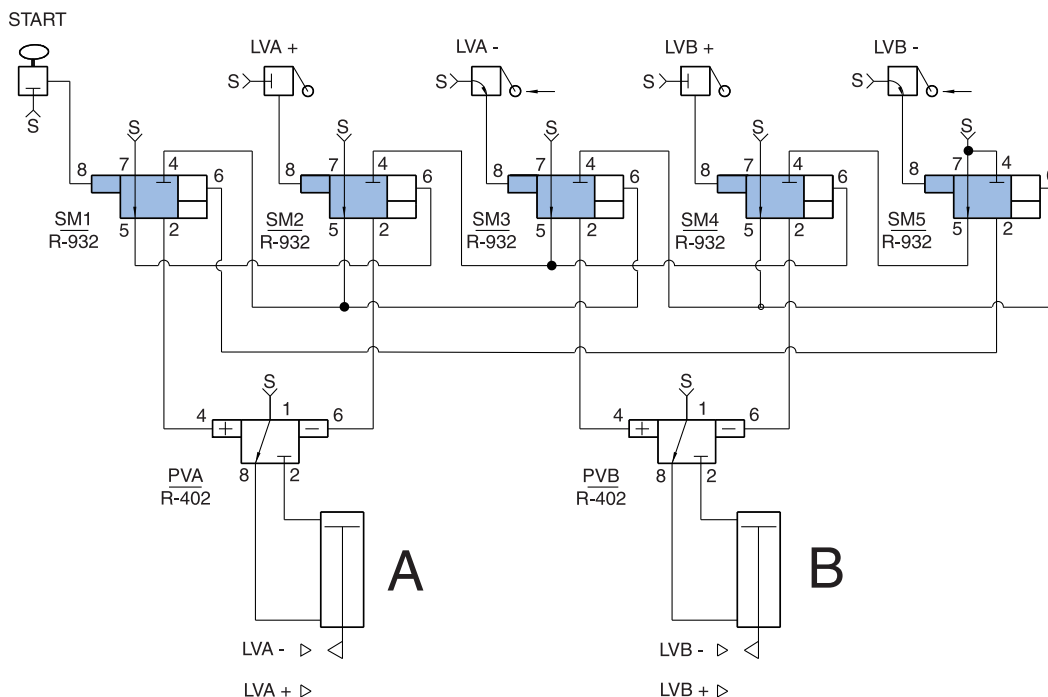 START
LVA + LVA - LVB + LVB -
S S S S
S S S S S
8 7 4 6 8 7 4 6 8 7 4 6 8 7 4 6 8 7 4 6
SM1 5 2 SM2 5 2 SM3 5 2 SM4 5 2 SM5 5 2
R-932 R-932 R-932 R-932 R-932
S S
4 + 1 – 6 4 + 1 – 6
PVA 8 2 PVB 8 2
R-402 R-402
A B
LVA - LVB -
LVA + LVB +